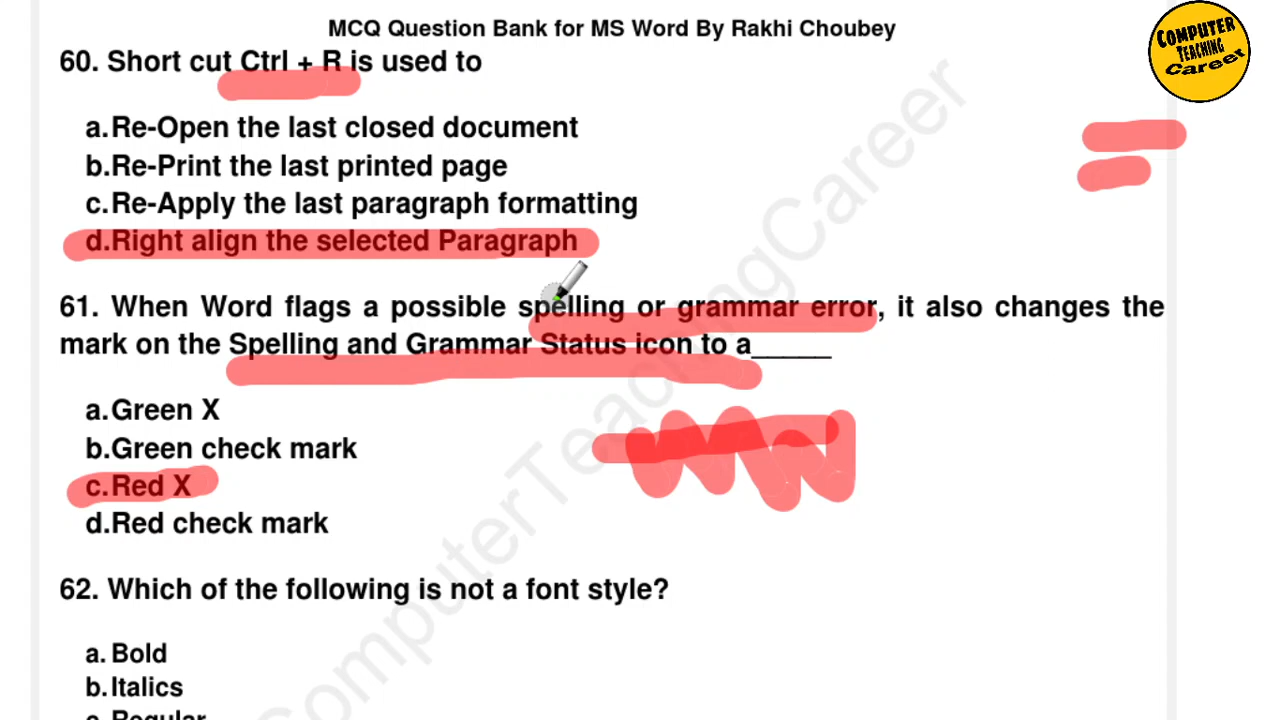 MCQ Question Bank for MS Word By Rakhi Choubey
COMPUTER
TEACHING
Career
60. Short cut Ctrl + R is used to
a.Re-Open the last closed document
b.Re-Print the last printed page
c.Re-Apply the last paragraph formatting
d.Right align the selected Paragraph
61. When Word flags a possible spelling or grammar error, it also changes the
mark on the Spelling and Grammar Status icon to a_____
a.Green X
b.Green check mark
c.Red X
d.Red check mark
62. Which of the following is not a font style?
a. Bold
b. Italics
c. Regular
ComputerTeachingCareer